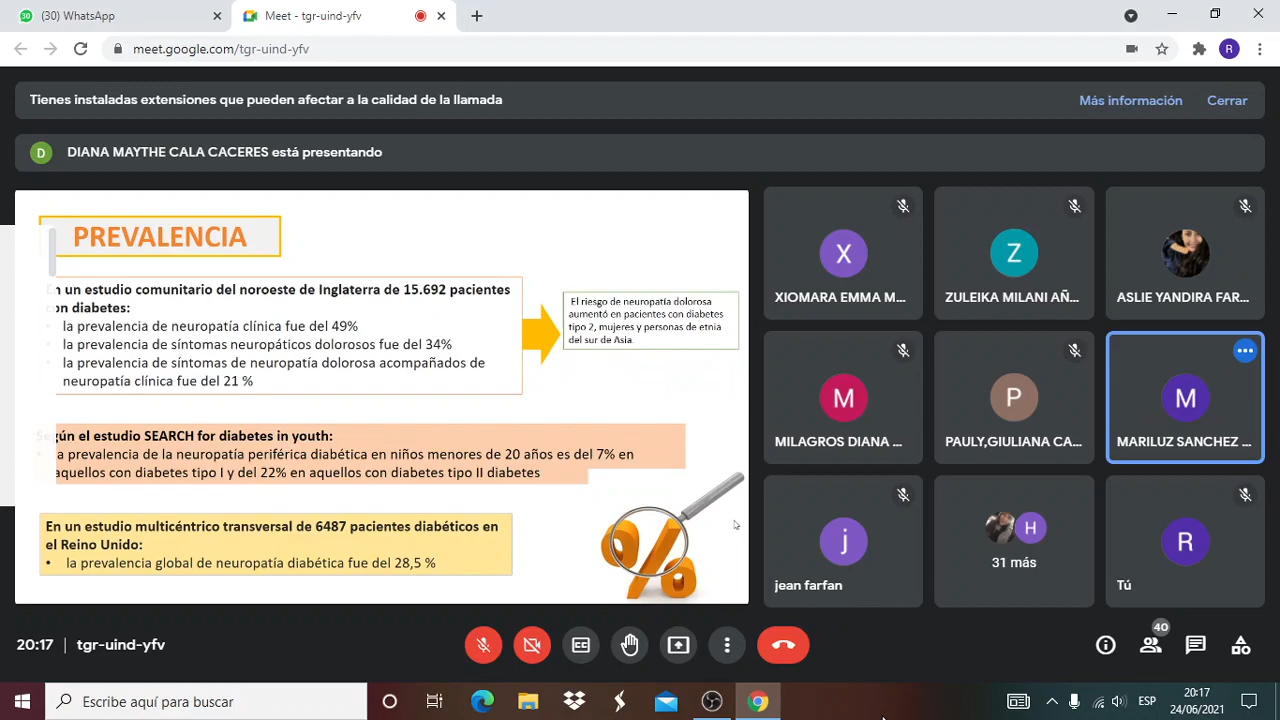 (30) WhatsApp
Meet - tgr-uind-yfv
meet.google.com/tgr-uind-yfv
R
Tienes instaladas extensiones que pueden afectar a la calidad de la llamada
Más información
Cerrar
D
DIANA MAYTHE CALA CACERES está presentando
PREVALENCIA
En un estudio comunitario del noroeste de Inglaterra de 15.692 pacientes
con diabetes:
la prevalencia de neuropatía clínica fue del 49%
la prevalencia de síntomas neuropáticos dolorosos fue del 34%
la prevalencia de síntomas de neuropatía dolorosa acompañados de
neuropatía clínica fue del 21 %
El riesgo de neuropatía dolorosa
aumentó en pacientes con diabetes
tipo 2, mujeres y personas de etnia
del sur de Asia.
Según el estudio SEARCH for diabetes in youth:
• la prevalencia de la neuropatía periférica diabética en niños menores de 20 años es del 7% en
aquellos con diabetes tipo I y del 22% en aquellos con diabetes tipo II diabetes
En un estudio multicéntrico transversal de 6487 pacientes diabéticos en
el Reino Unido:
• la prevalencia global de neuropatía diabética fue del 28,5 %
%
X
XIOMARA EMMA M...
Z
ZULEIKA MILANI AÑ...
ASLIE YANDIRA FAR...
M
MILAGROS DIANA ...
P
PAULY,GIULIANA CA...
M
MARILUZ SANCHEZ ...
j
jean farfan
H
31 más
R
Tú
20:17 | tgr-uind-yfv
40
Escribe aquí para buscar
ESP
20:17
24/06/2021